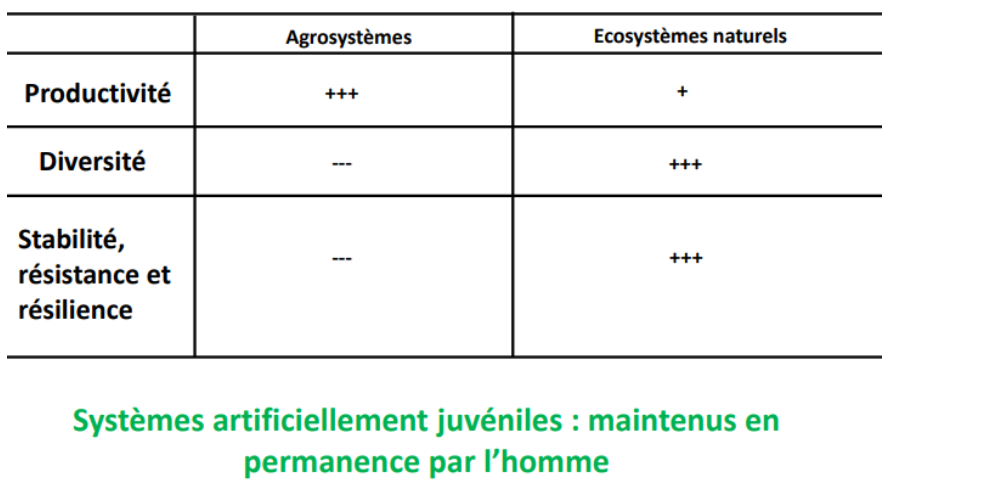 Agrosystèmes Ecosystèmes naturels
Productivité +++ +
Diversité --- +++
Stabilité,
résistance et --- +++
résilience
Systèmes artificiellement juvéniles : maintenus en
permanence par l’homme